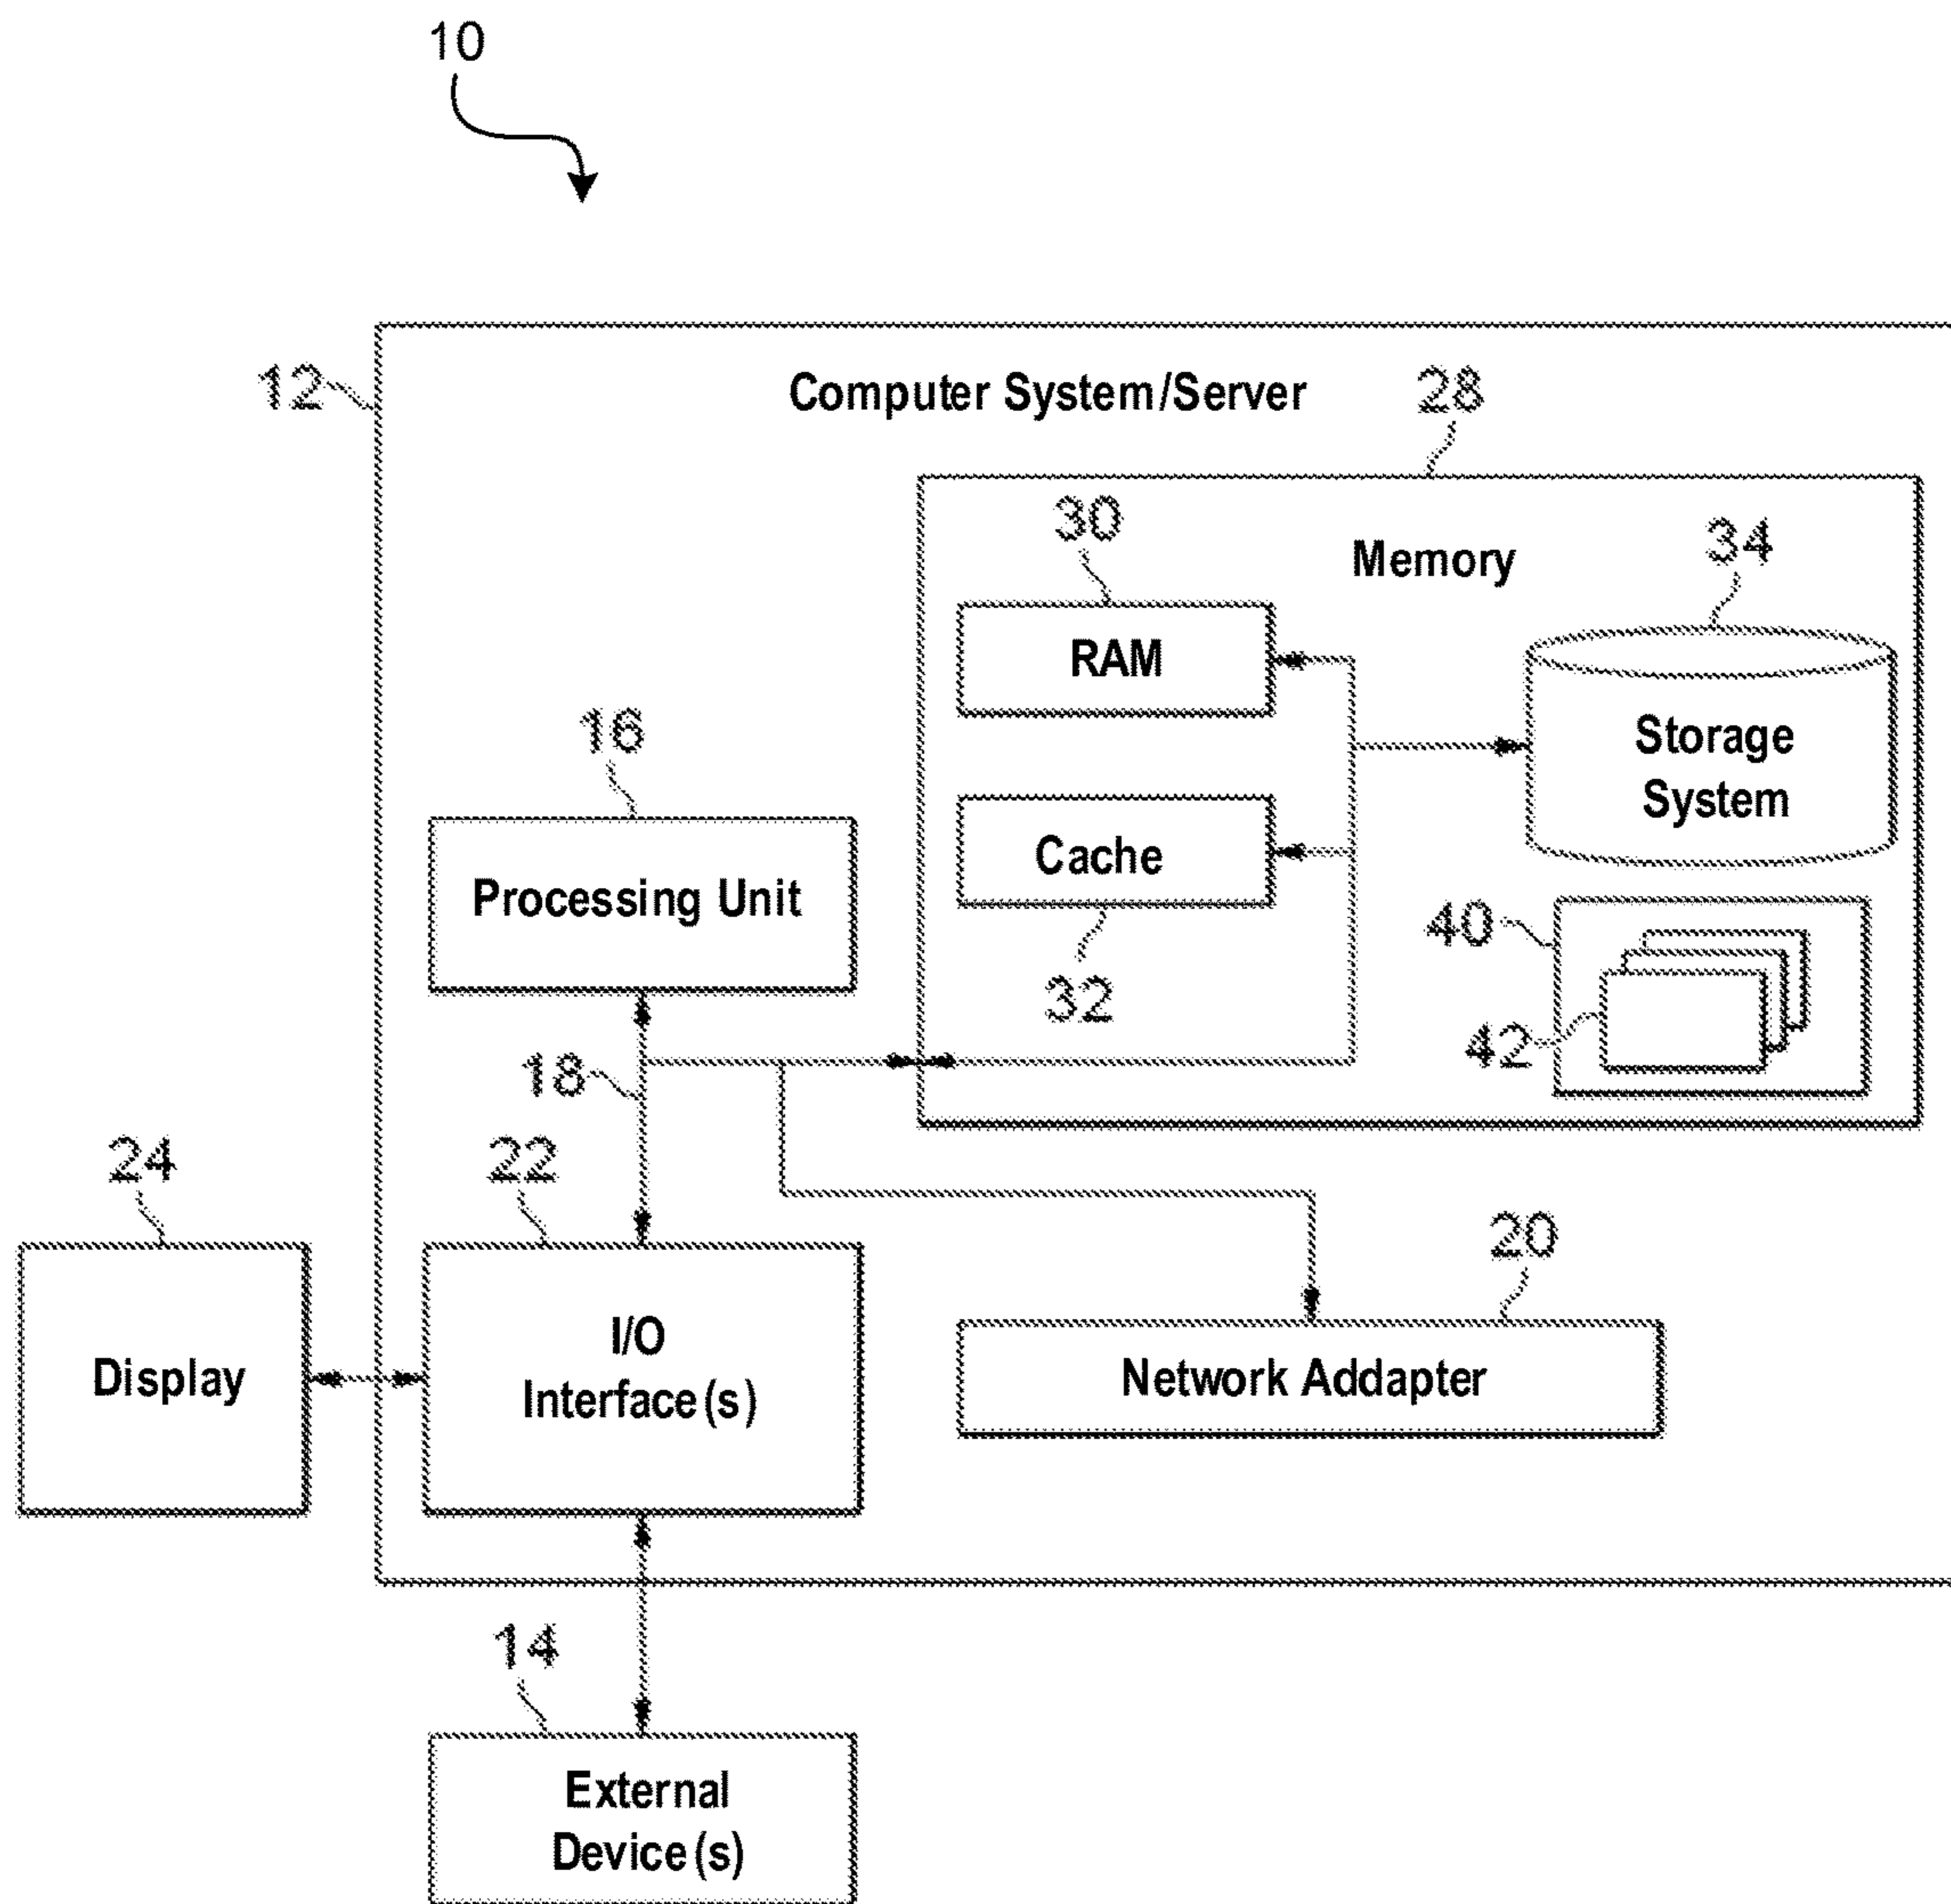 10
12
Computer System/Server
28
30
Memory
34
RAM
16
Storage
System
Cache
Processing Unit
40
32
42
18
24
22
20
I/O
Interface(s)
Display
Network Addapter
14
External
Device(s)